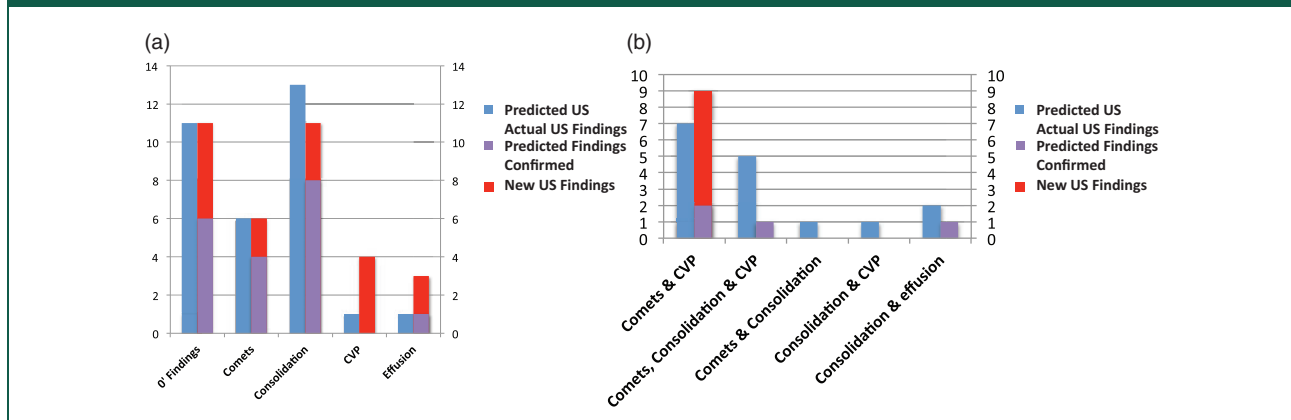 (a)
14
12
10
8
6
4
2
0
14
12
10
8
6
4
2
0
0' Findings
Comets
Consolidation
CVP
Effusion
Predicted US
Actual US Findings
Predicted Findings
Confirmed
New US Findings
(b)
10
9
8
7
6
5
4
3
2
1
0
10
9
8
7
6
5
4
3
2
1
0
Comets & CVP
Comets, Consolidation & CVP
Comets & Consolidation
Consolidation & CVP
Consolidation & effusion
Predicted US
Actual US Findings
Predicted Findings
Confirmed
New US Findings